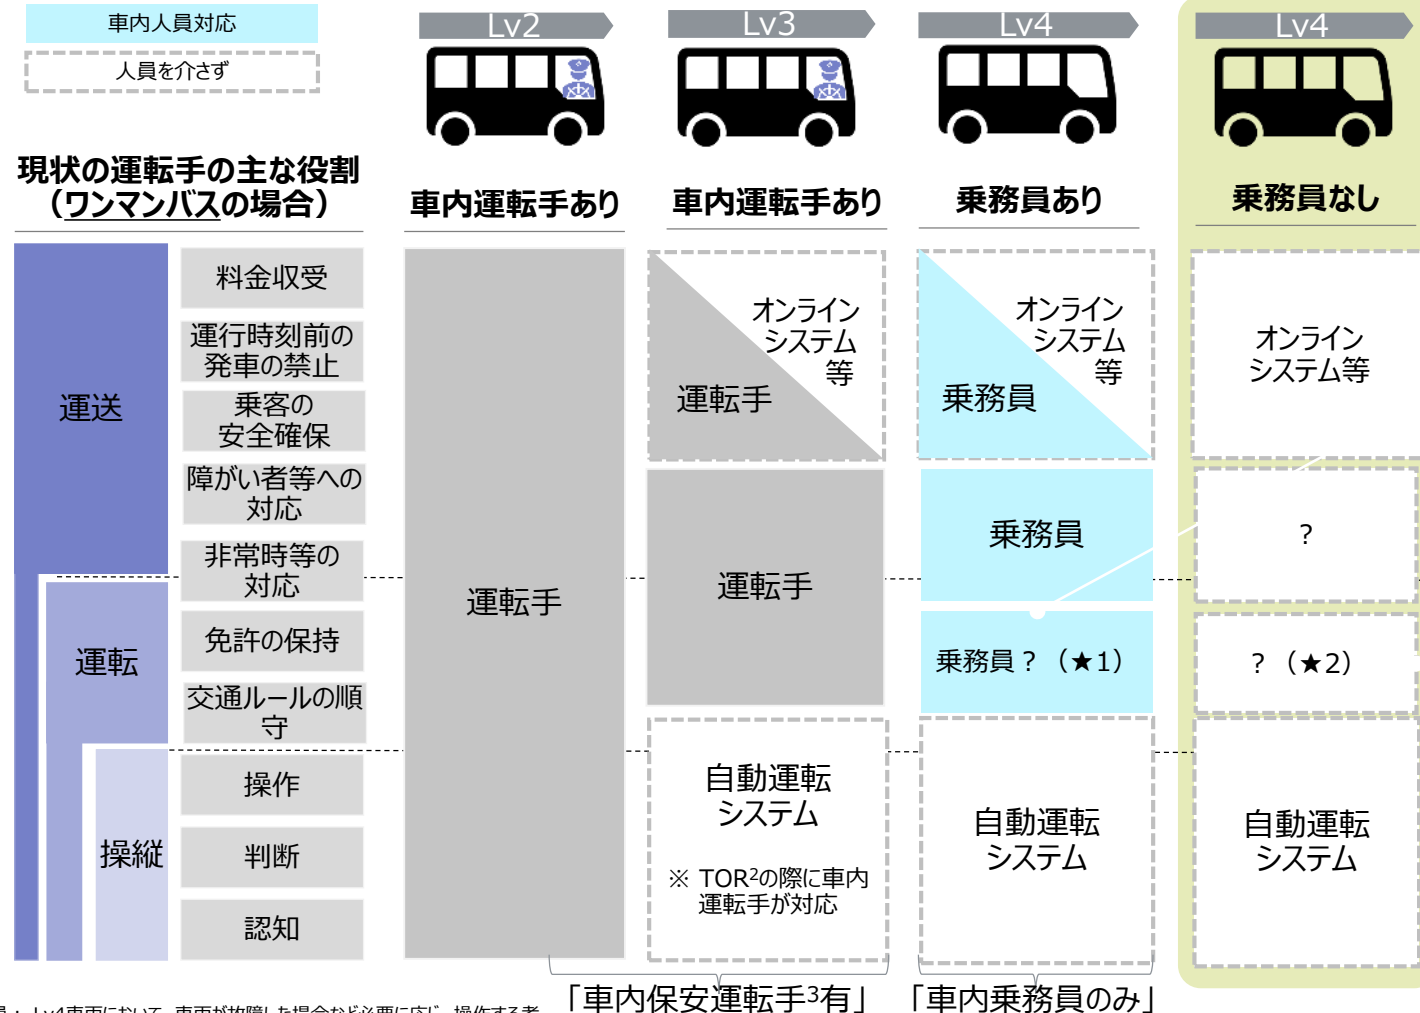 車内人員対応
人員を介さず
Lv2
Lv3
Lv4
Lv4
現状の運転手の主な役割
（ワンマンバスの場合）
車内運転手あり
車内運転手あり
乗務員あり
乗務員なし
運送
運転
操縦
料金収受
運行時刻前の
発車の禁止
乗客の
安全確保
障がい者等への
対応
非常時等の
対応
免許の保持
交通ルールの順
守
操作
判断
認知
運転手
オンライン
システム
等
運転手
運転手
自動運転
システム
※ TOR2の際に車内
運転手が対応
オンライン
システム
等
乗務員
乗務員
乗務員？（★1）
自動運転
システム
オンライン
システム等
?
？（★2）
自動運転
システム
「車内保安運転手3有」
「車内乗務員のみ」